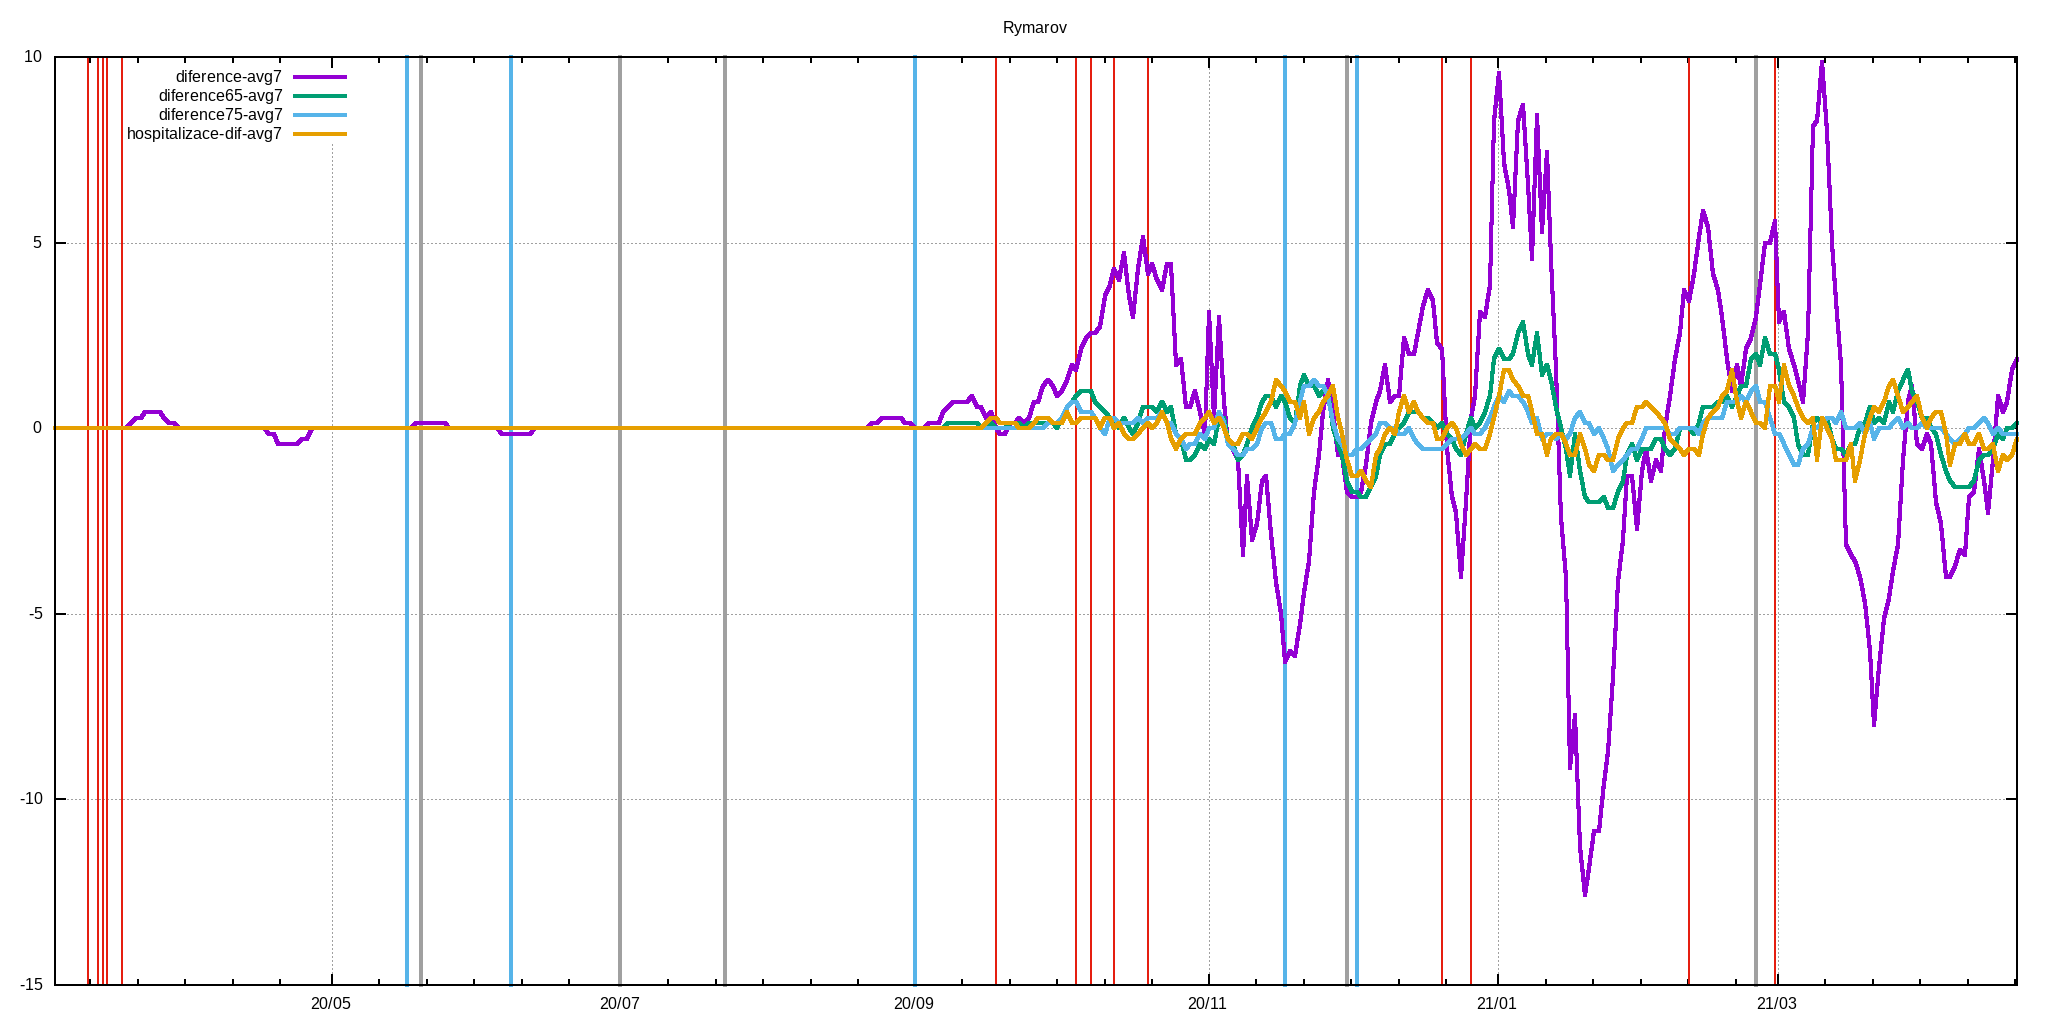 Rymarov
10
diference-avg7
diference65-avg7
diference75-avg7
hospitalizace-dif-avg7
5
0
-5
-10
-15
20/05 20/07 20/09 20/11 21/01 21/03